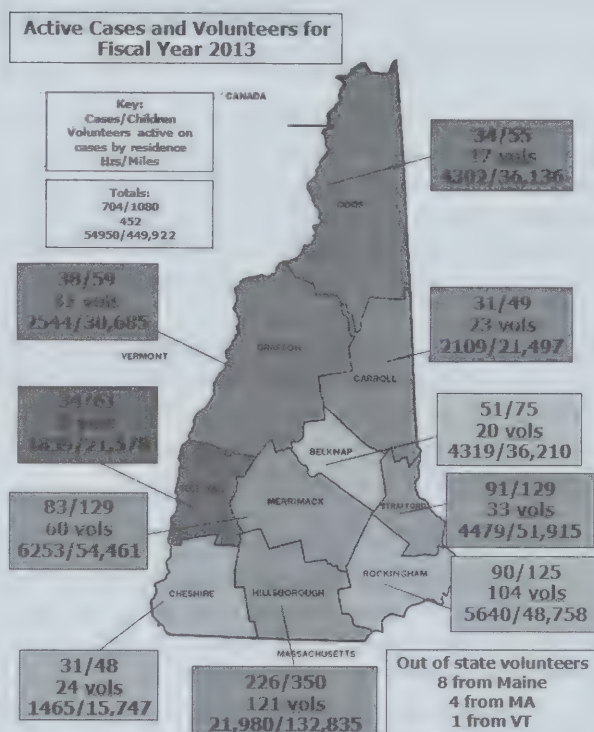 Active Cases and Volunteers for
Fiscal Year 2013
CANADA
Key:
Cases/Children
Volunteers active on
cases by residence
Hrs/Miles
Totals:
704/1080
452
54950/449,922
34/55
17 vols
4302/36,136
COOS
38/59
vols
2544/30,685
GRAFTON
VERMONT
31/49
23 vols
2109/21,497
CARROLL
34/61
51/75
20 vols
4319/36,210
BELKNAP
83/129
60 vols
6253/54,461
MERRIMACK
STRAFFORD
91/129
33 vols
4479/51,915
ROCKINGHAM
90/125
104 vols
5640/48,758
CHESHIRE
HILLSBOROUGH
MASSACHUSETTS
31/48
24 vols
1465/15,747
226/350
121 vols
21,980/132,835
Out of state volunteers
8 from Maine
4 from MA
1 from VT